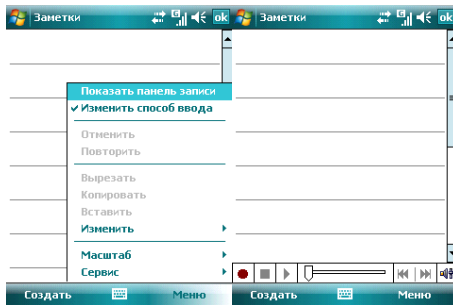 Заметки
ok
Показать панель записи
Изменить способ ввода
Отменить
Повторить
Вырезать
Копировать
Вставить
Изменить
Масштаб
Сервис
Создать
Меню
Заметки
ok
Создать
Меню